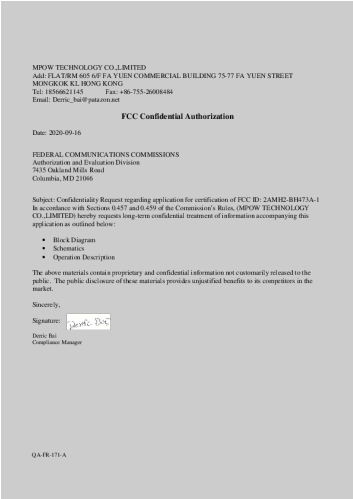 MPOW TECHNOLOGY CO.,LIMITED
Add: FLAT/RM 605 6/F FA YUEN COMMERCIAL BUILDING 75-77 FA YUEN STREET
MONGKOK KL HONG KONG
Tel: 18566621145 Fax: +86-755-26008484
Email: Derric_bai@patazon.net
FCC Confidential Authorization
Date: 2020-09-16
FEDERAL COMMUNICATIONS COMMISSIONS
Authorization and Evaluation Division
7435 Oakland Mills Road
Columbia, MD 21046
Subject: Confidentiality Request regarding application for certification of FCC ID: 2AMH2-BH473A-1
In accordance with Sections 0.457 and 0.459 of the Commission's Rules, (MPOW TECHNOLOGY
CO.,LIMITED) hereby requests long-term confidential treatment of information accompanying this
application as outlined below:
• Block Diagram
• Schematics
• Operation Description
The above materials contain proprietary and confidential information not customarily released to the
public. The public disclosure of these materials provides unjustified benefits to its competitors in the
market.
Sincerely,
Signature: Derric Bai
Derric Bai
Compliance Manager
QA-FR-171-A